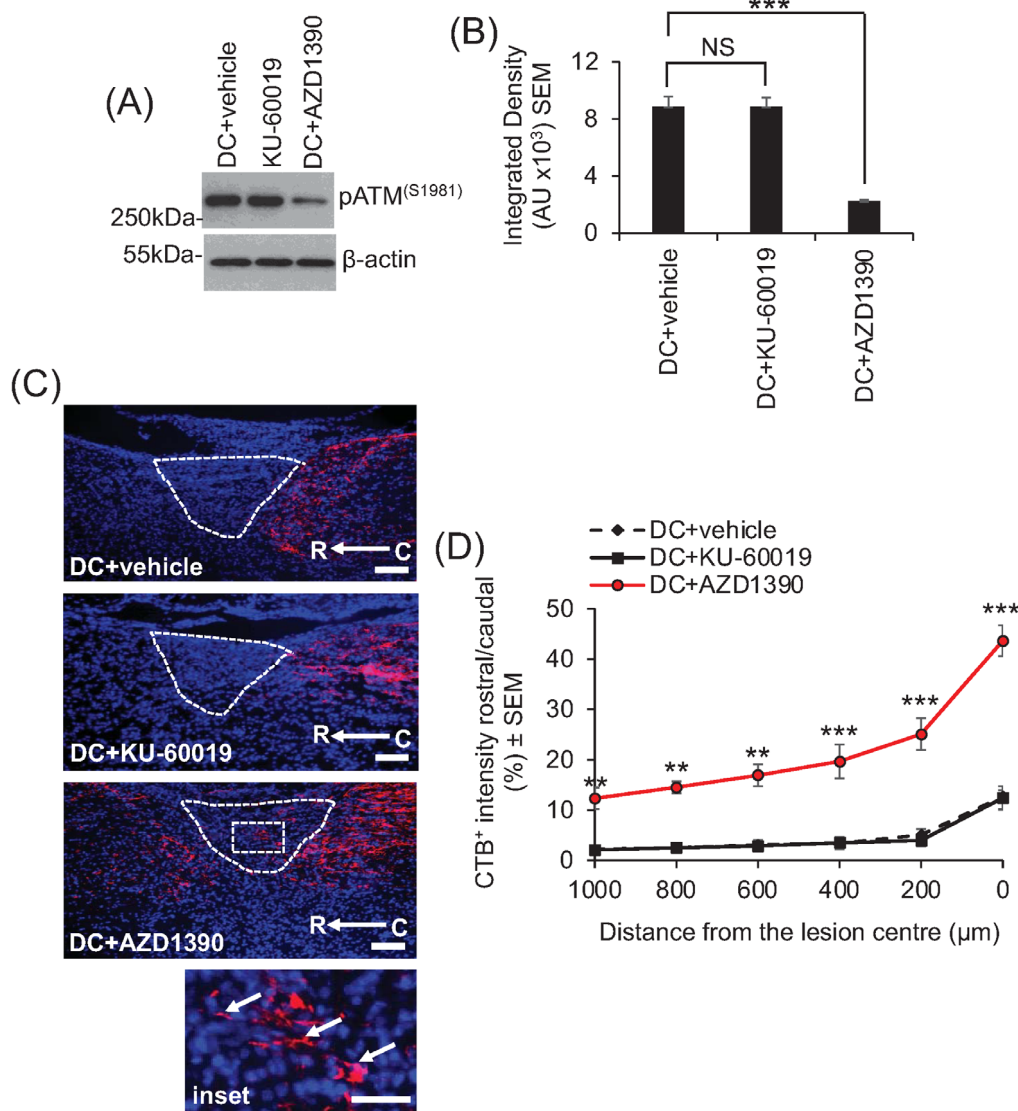 (A)
DC+vehicle
KU-60019
DC+AZD1390
pATM(S1981)
250kDa-
55kDa-
β-actin
(B)
***
NS
Integrated Density
(AU x10³) SEM
12
8
4
0
DC+vehicle
DC+KU-60019
DC+AZD1390
(C)
R C
DC+vehicle
R C
DC+KU-60019
R C
DC+AZD1390
inset
(D)
DC+vehicle
DC+KU-60019
DC+AZD1390
CTB⁺ intensity rostral/caudal
(%) ± SEM
50
40
30
20
10
0
** ** ** *** *** ***
1000 800 600 400 200 0
Distance from the lesion centre (µm)